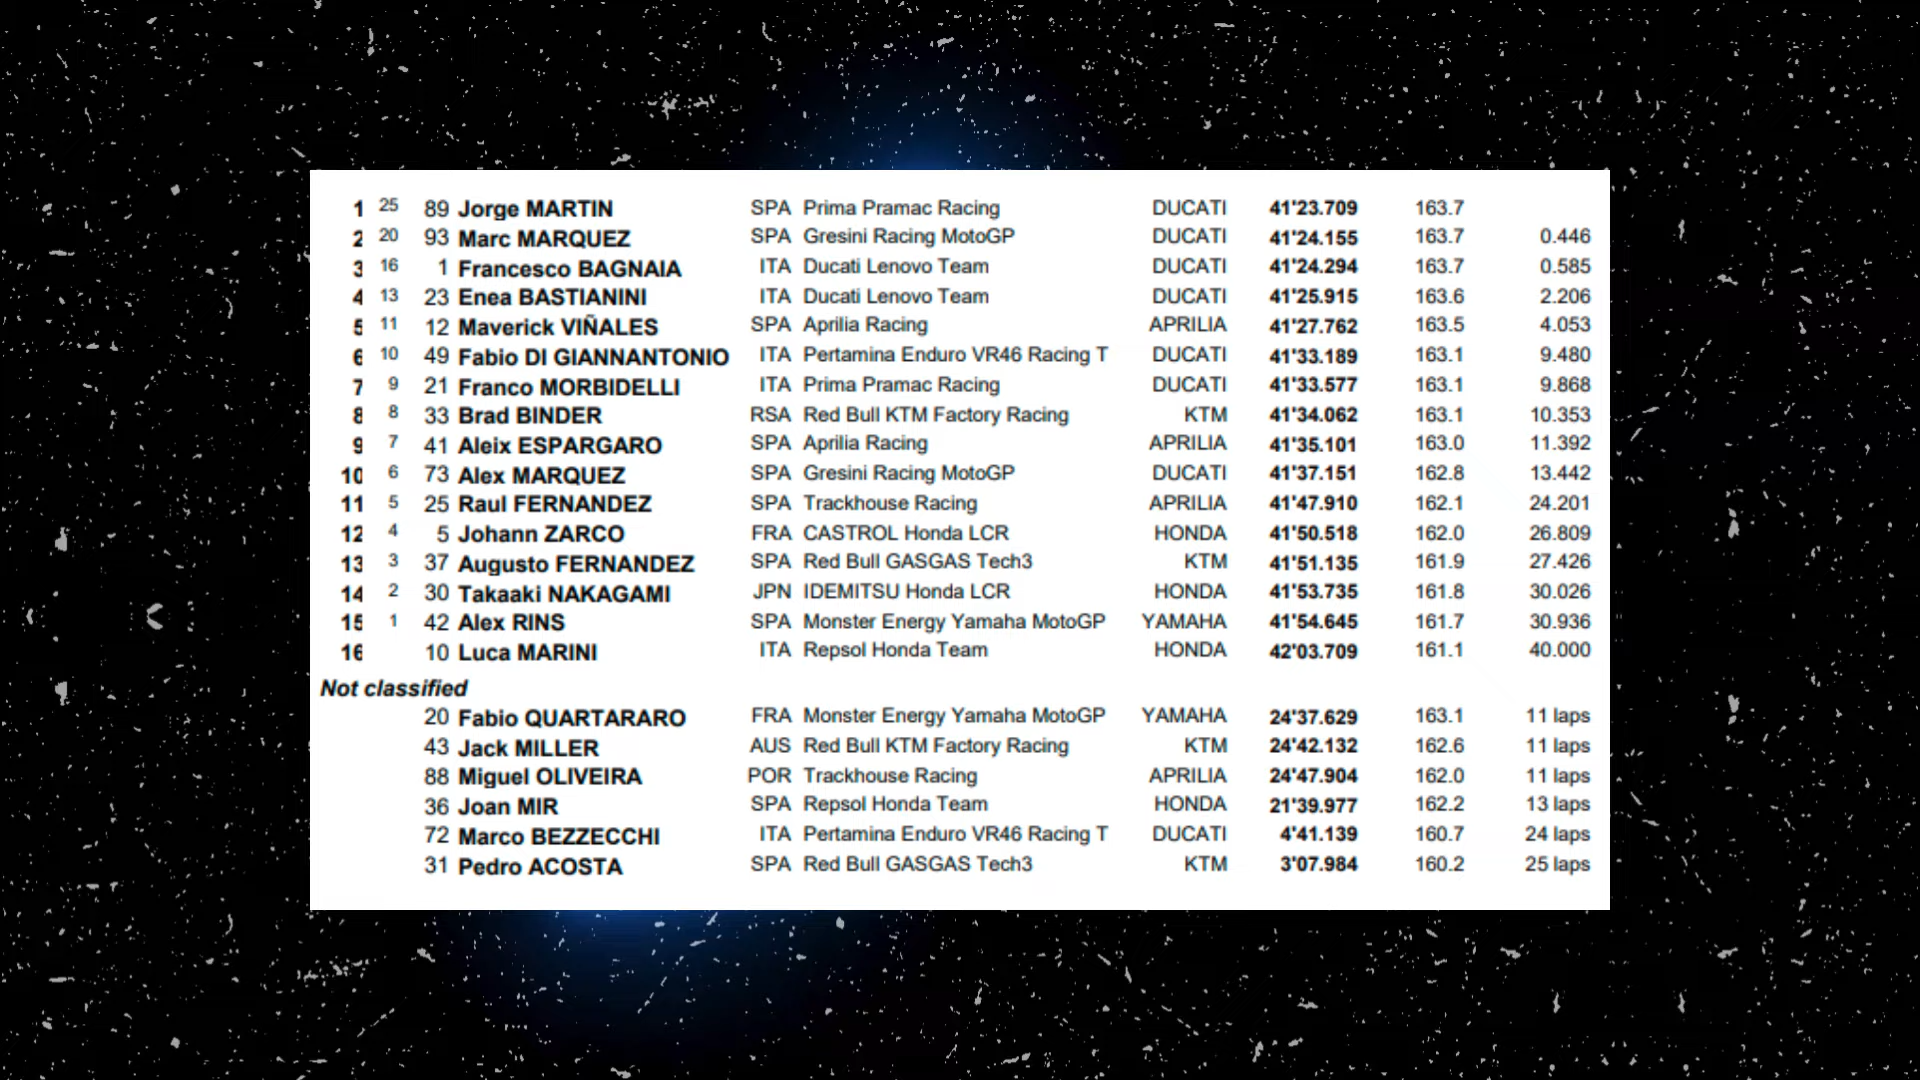 1 25 89 Jorge MARTIN SPA Prima Pramac Racing DUCATI 41'23.709 163.7
2 20 93 Marc MARQUEZ SPA Gresini Racing MotoGP DUCATI 41'24.155 163.7 0.446
3 16 1 Francesco BAGNAIA ITA Ducati Lenovo Team DUCATI 41'24.294 163.7 0.585
4 13 23 Enea BASTIANINI ITA Ducati Lenovo Team DUCATI 41'25.915 163.6 2.206
5 11 12 Maverick VIÑALES SPA Aprilia Racing APRILIA 41'27.762 163.5 4.053
6 10 49 Fabio DI GIANNANTONIO ITA Pertamina Enduro VR46 Racing T DUCATI 41'33.189 163.1 9.480
7 9 21 Franco MORBIDELLI ITA Prima Pramac Racing DUCATI 41'33.577 163.1 9.868
8 8 33 Brad BINDER RSA Red Bull KTM Factory Racing KTM 41'34.062 163.1 10.353
9 7 41 Aleix ESPARGARO SPA Aprilia Racing APRILIA 41'35.101 163.0 11.392
10 6 73 Alex MARQUEZ SPA Gresini Racing MotoGP DUCATI 41'37.151 162.8 13.442
11 5 25 Raul FERNANDEZ SPA Trackhouse Racing APRILIA 41'47.910 162.1 24.201
12 4 5 Johann ZARCO FRA CASTROL Honda LCR HONDA 41'50.518 162.0 26.809
13 3 37 Augusto FERNANDEZ SPA Red Bull GASGAS Tech3 KTM 41'51.135 161.9 27.426
14 2 30 Takaaki NAKAGAMI JPN IDEMITSU Honda LCR HONDA 41'53.735 161.8 30.026
15 1 42 Alex RINS SPA Monster Energy Yamaha MotoGP YAMAHA 41'54.645 161.7 30.936
16 10 Luca MARINI ITA Repsol Honda Team HONDA 42'03.709 161.1 40.000
Not classified
20 Fabio QUARTARARO FRA Monster Energy Yamaha MotoGP YAMAHA 24'37.629 163.1 11 laps
43 Jack MILLER AUS Red Bull KTM Factory Racing KTM 24'42.132 162.6 11 laps
88 Miguel OLIVEIRA POR Trackhouse Racing APRILIA 24'47.904 162.0 11 laps
36 Joan MIR SPA Repsol Honda Team HONDA 21'39.977 162.2 13 laps
72 Marco BEZZECCHI ITA Pertamina Enduro VR46 Racing T DUCATI 4'41.139 160.7 24 laps
31 Pedro ACOSTA SPA Red Bull GASGAS Tech3 KTM 3'07.984 160.2 25 laps